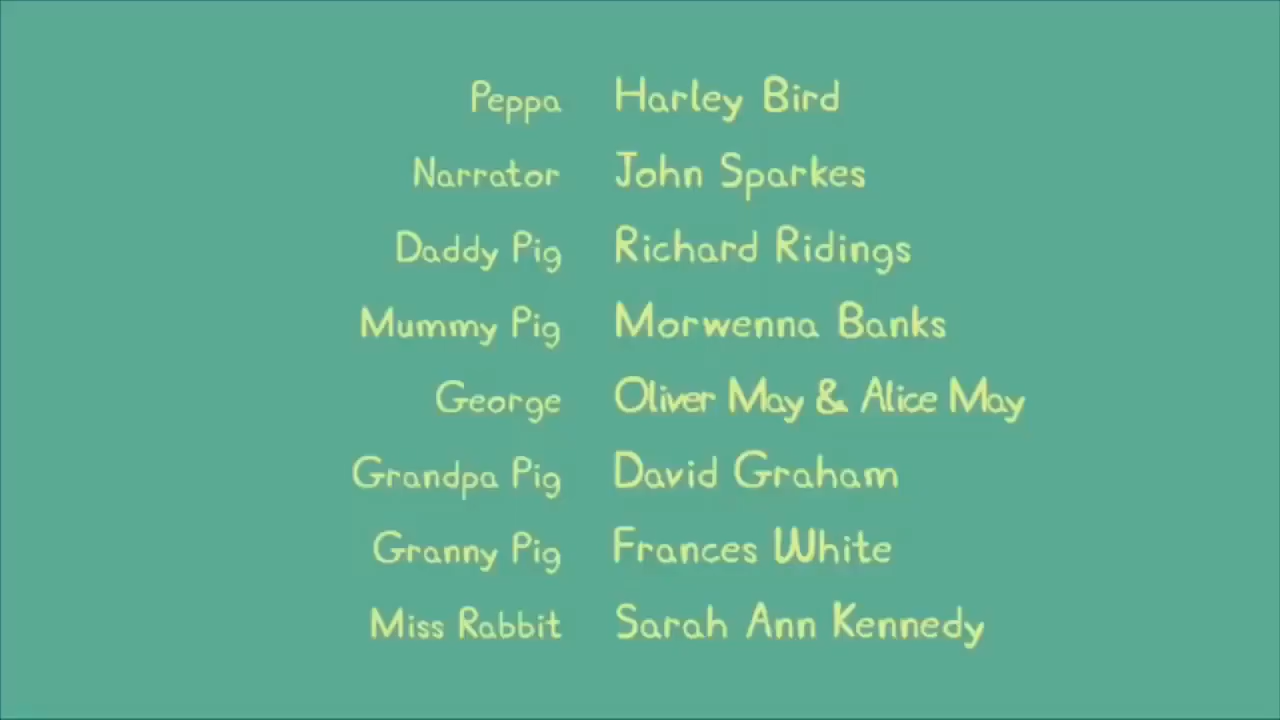 Peppa Harley Bird
Narrator John Sparkes
Daddy Pig Richard Ridings
Mummy Pig Morwenna Banks
George Oliver May & Alice May
Grandpa Pig David Graham
Granny Pig Frances White
Miss Rabbit Sarah Ann Kennedy